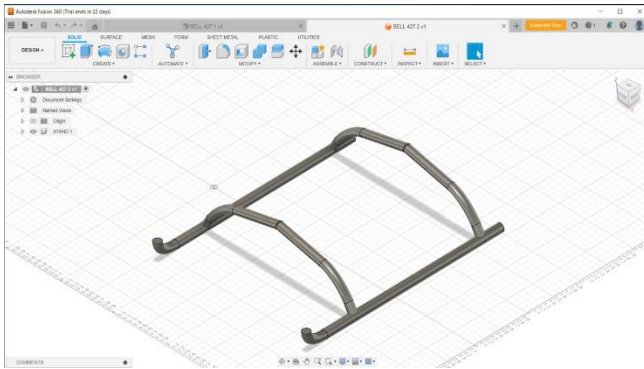 Autodesk Fusion 360 (Trial ends in 23 days)
BELL 427 1 v1
BELL 427 2 v1
SOLID SURFACE MESH FORM SHEET METAL PLASTIC UTILITIES
DESIGN
CREATE AUTOMATE MODIFY ASSEMBLE CONSTRUCT INSPECT INSERT SELECT
BROWSER
BELL 427 2 v1
Document Settings
Named Views
Origin
STAND:1
COMMENTS